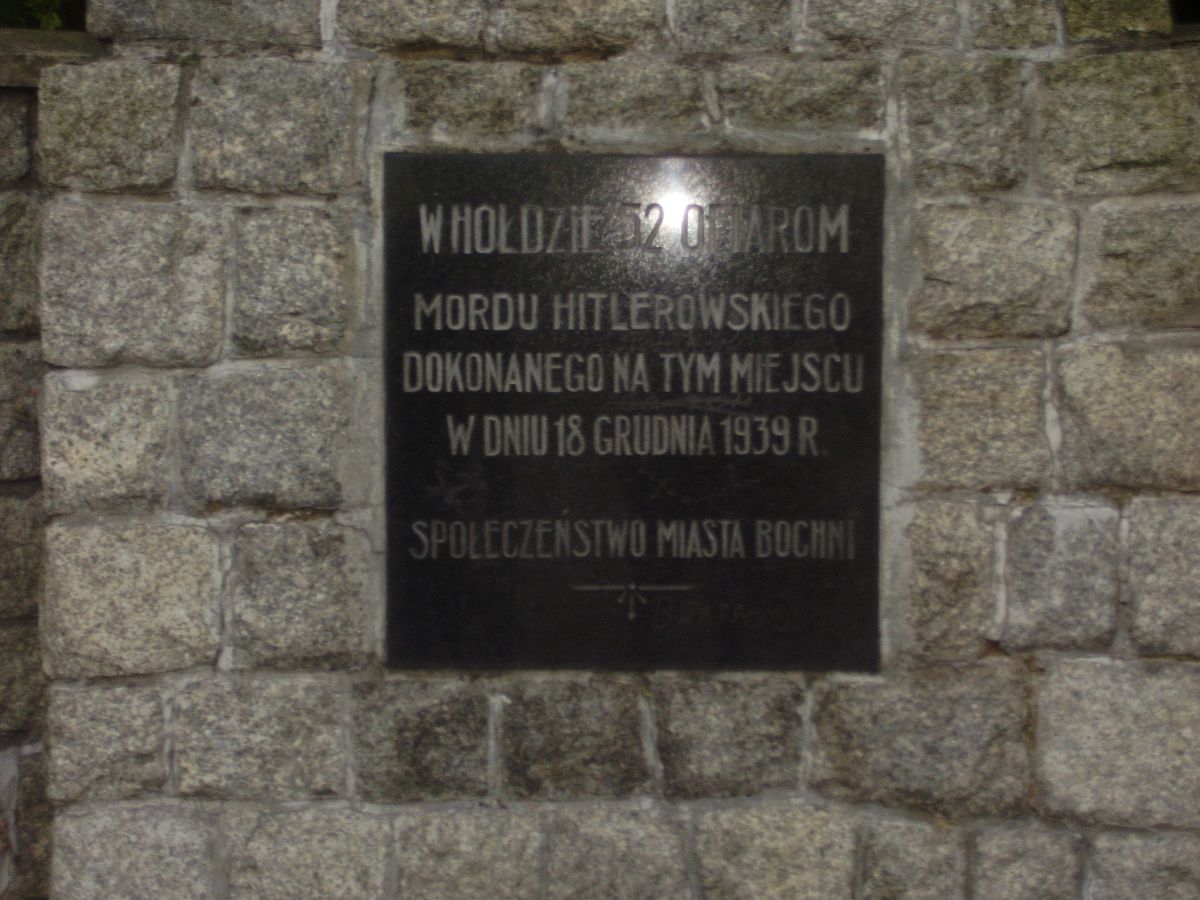 W HOŁDZIE 52 OFIAROM
MORDU HITLEROWSKIEGO
DOKONANEGO NA TYM MIEJSCU
W DNIU 18 GRUDNIA 1939 R.
SPOŁECZEŃSTWO MIASTA BOCHNI